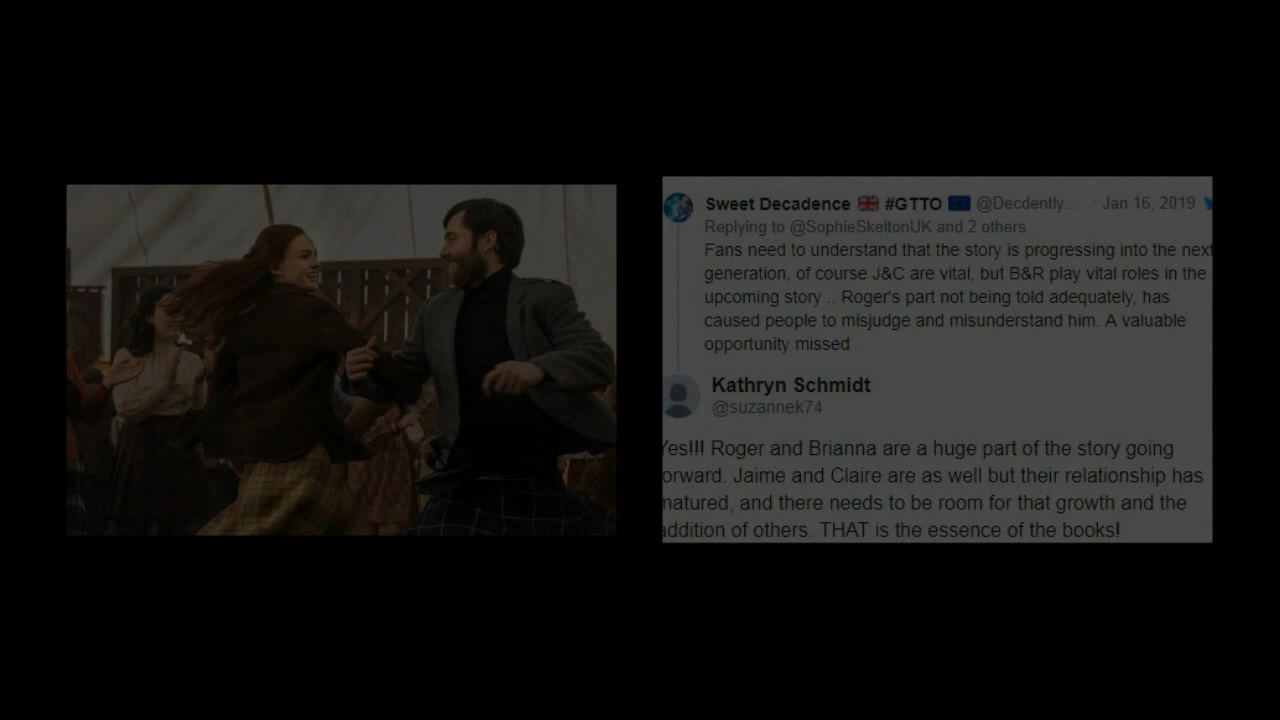 Sweet Decadence 🇬🇧 #GTTO 🇪🇺 @Decdently... · Jan 16, 2019
Replying to @SophieSkeltonUK and 2 others
Fans need to understand that the story is progressing into the next
generation, of course J&C are vital, but B&R play vital roles in the
upcoming story .. Roger's part not being told adequately, has
caused people to misjudge and misunderstand him. A valuable
opportunity missed
Kathryn Schmidt
@suzannek74
Yes!!! Roger and Brianna are a huge part of the story going
orward. Jaime and Claire are as well but their relationship has
matured, and there needs to be room for that growth and the
addition of others. THAT is the essence of the books!